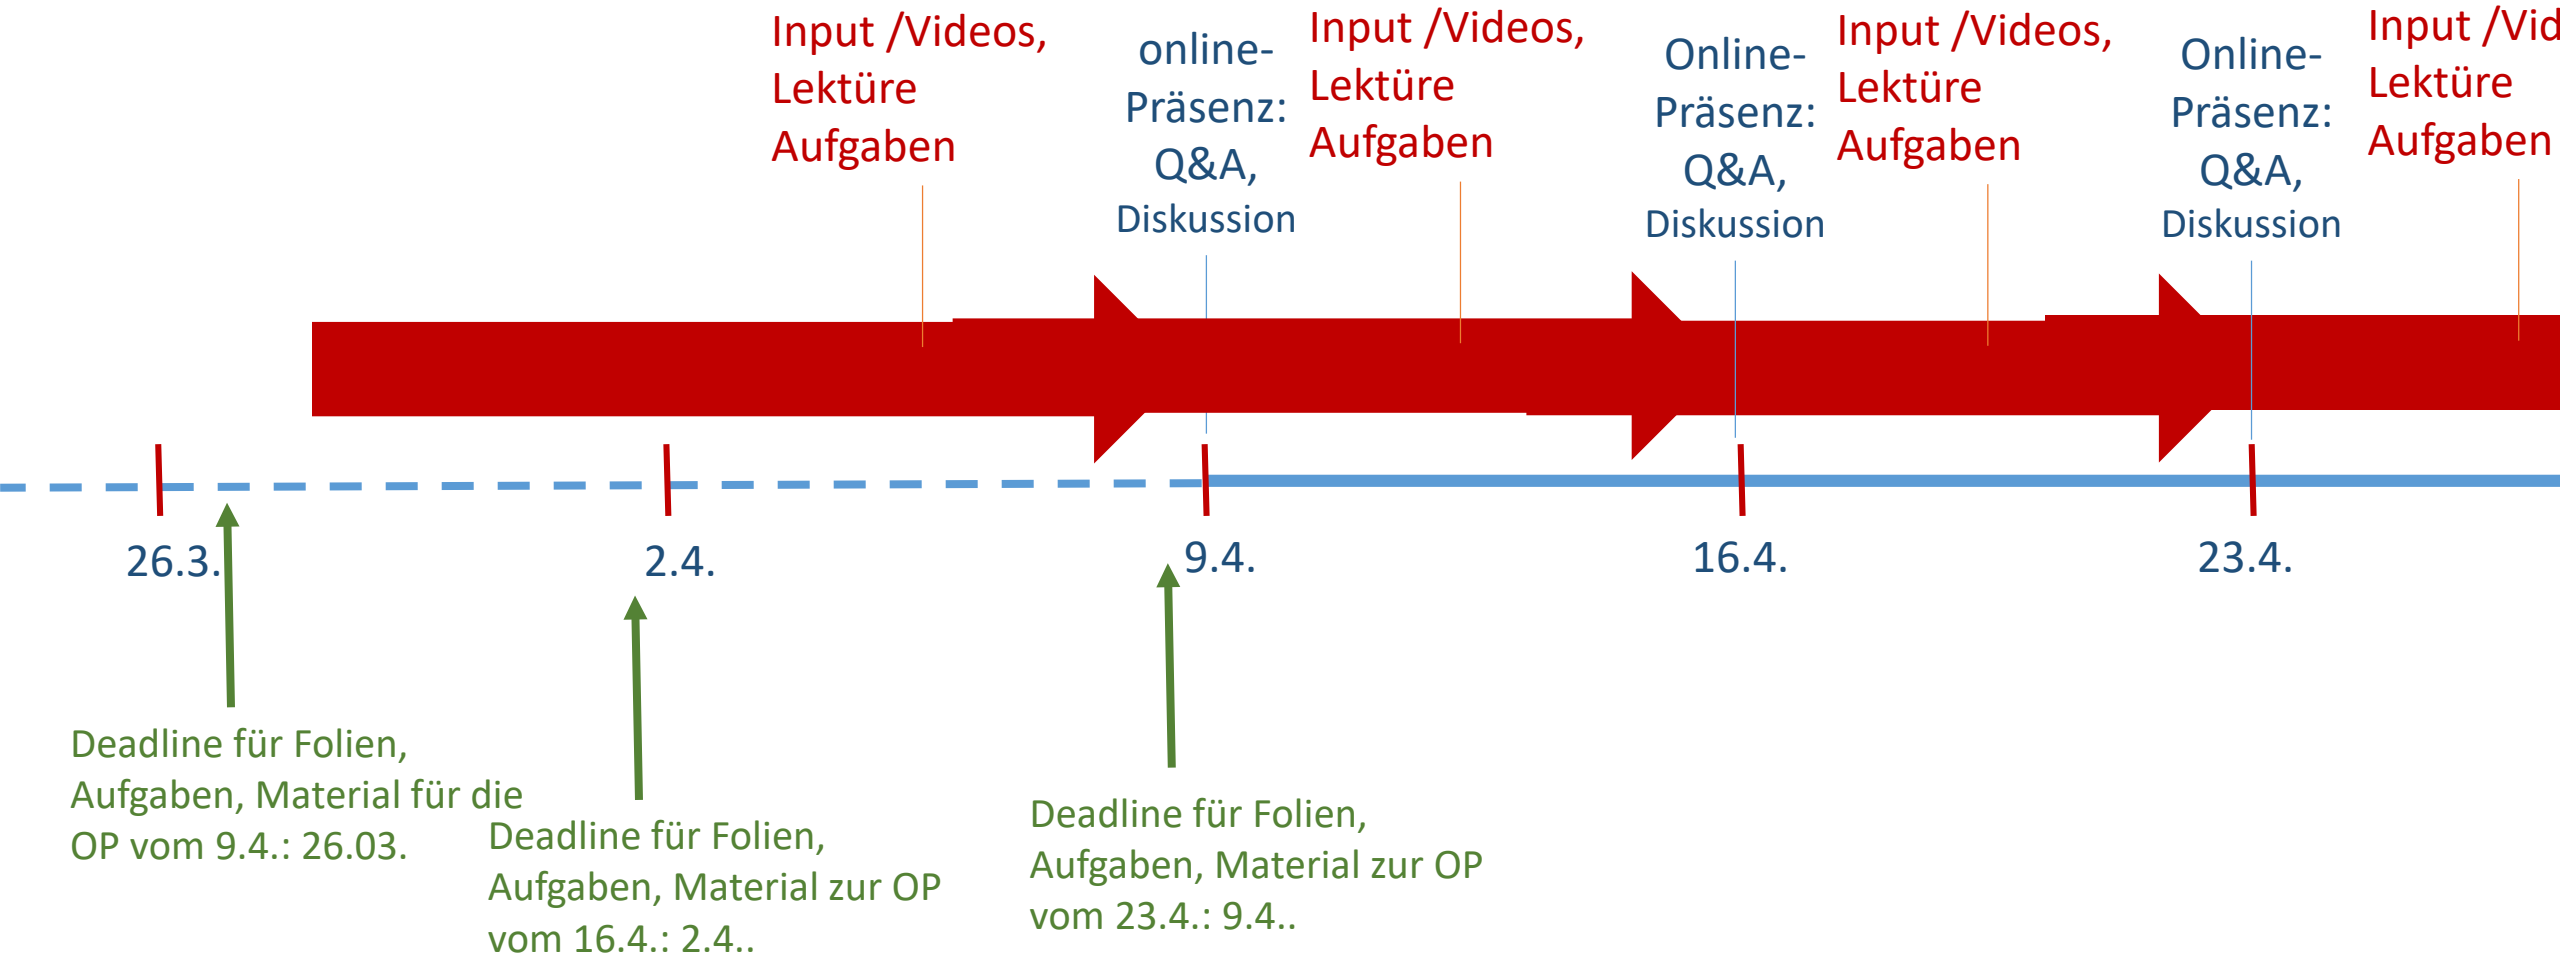 Input /Videos,
Lektüre
Aufgaben
online-
Präsenz:
Q&A,
Diskussion
Input /Videos,
Lektüre
Aufgaben
Online-
Präsenz:
Q&A,
Diskussion
Input /Videos,
Lektüre
Aufgaben
Online-
Präsenz:
Q&A,
Diskussion
Input /Vid
Lektüre
Aufgaben
26.3.
2.4.
9.4.
16.4.
23.4.
Deadline für Folien,
Aufgaben, Material für die
OP vom 9.4.: 26.03.
Deadline für Folien,
Aufgaben, Material zur OP
vom 16.4.: 2.4..
Deadline für Folien,
Aufgaben, Material zur OP
vom 23.4.: 9.4..